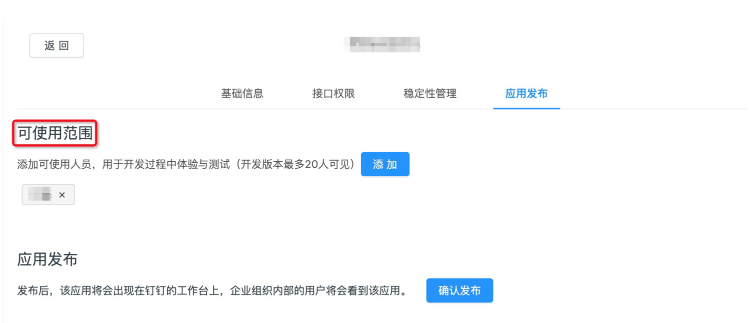 返 回
基础信息 接口权限 稳定性管理 应用发布
可使用范围
添加可使用人员，用于开发过程中体验与测试（开发版本最多20人可见） 添 加
×
应用发布
发布后，该应用将会出现在钉钉的工作台上，企业组织内部的用户将会看到该应用。 确认发布